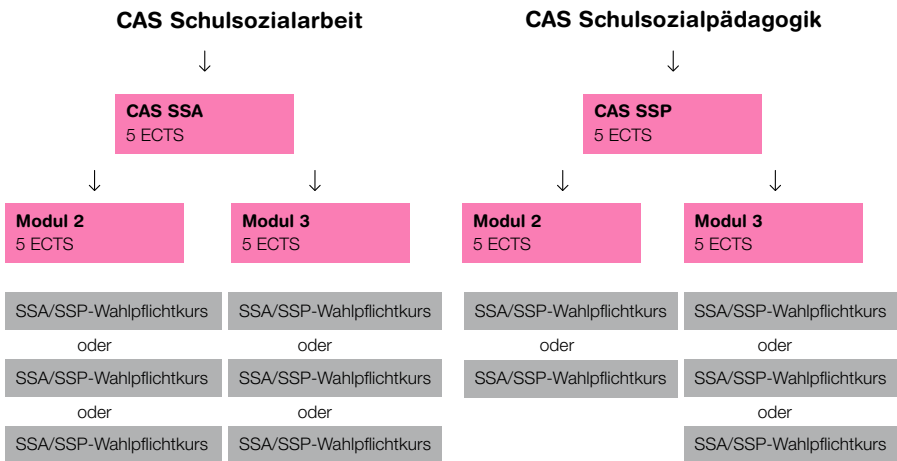 CAS Schulsozialarbeit
CAS SSA
5 ECTS
Modul 2
5 ECTS
Modul 3
5 ECTS
SSA/SSP-Wahlpflichtkurs
oder
SSA/SSP-Wahlpflichtkurs
oder
SSA/SSP-Wahlpflichtkurs
SSA/SSP-Wahlpflichtkurs
oder
SSA/SSP-Wahlpflichtkurs
oder
SSA/SSP-Wahlpflichtkurs
CAS Schulsozialpädagogik
CAS SSP
5 ECTS
Modul 2
5 ECTS
Modul 3
5 ECTS
SSA/SSP-Wahlpflichtkurs
oder
SSA/SSP-Wahlpflichtkurs
SSA/SSP-Wahlpflichtkurs
oder
SSA/SSP-Wahlpflichtkurs
oder
SSA/SSP-Wahlpflichtkurs